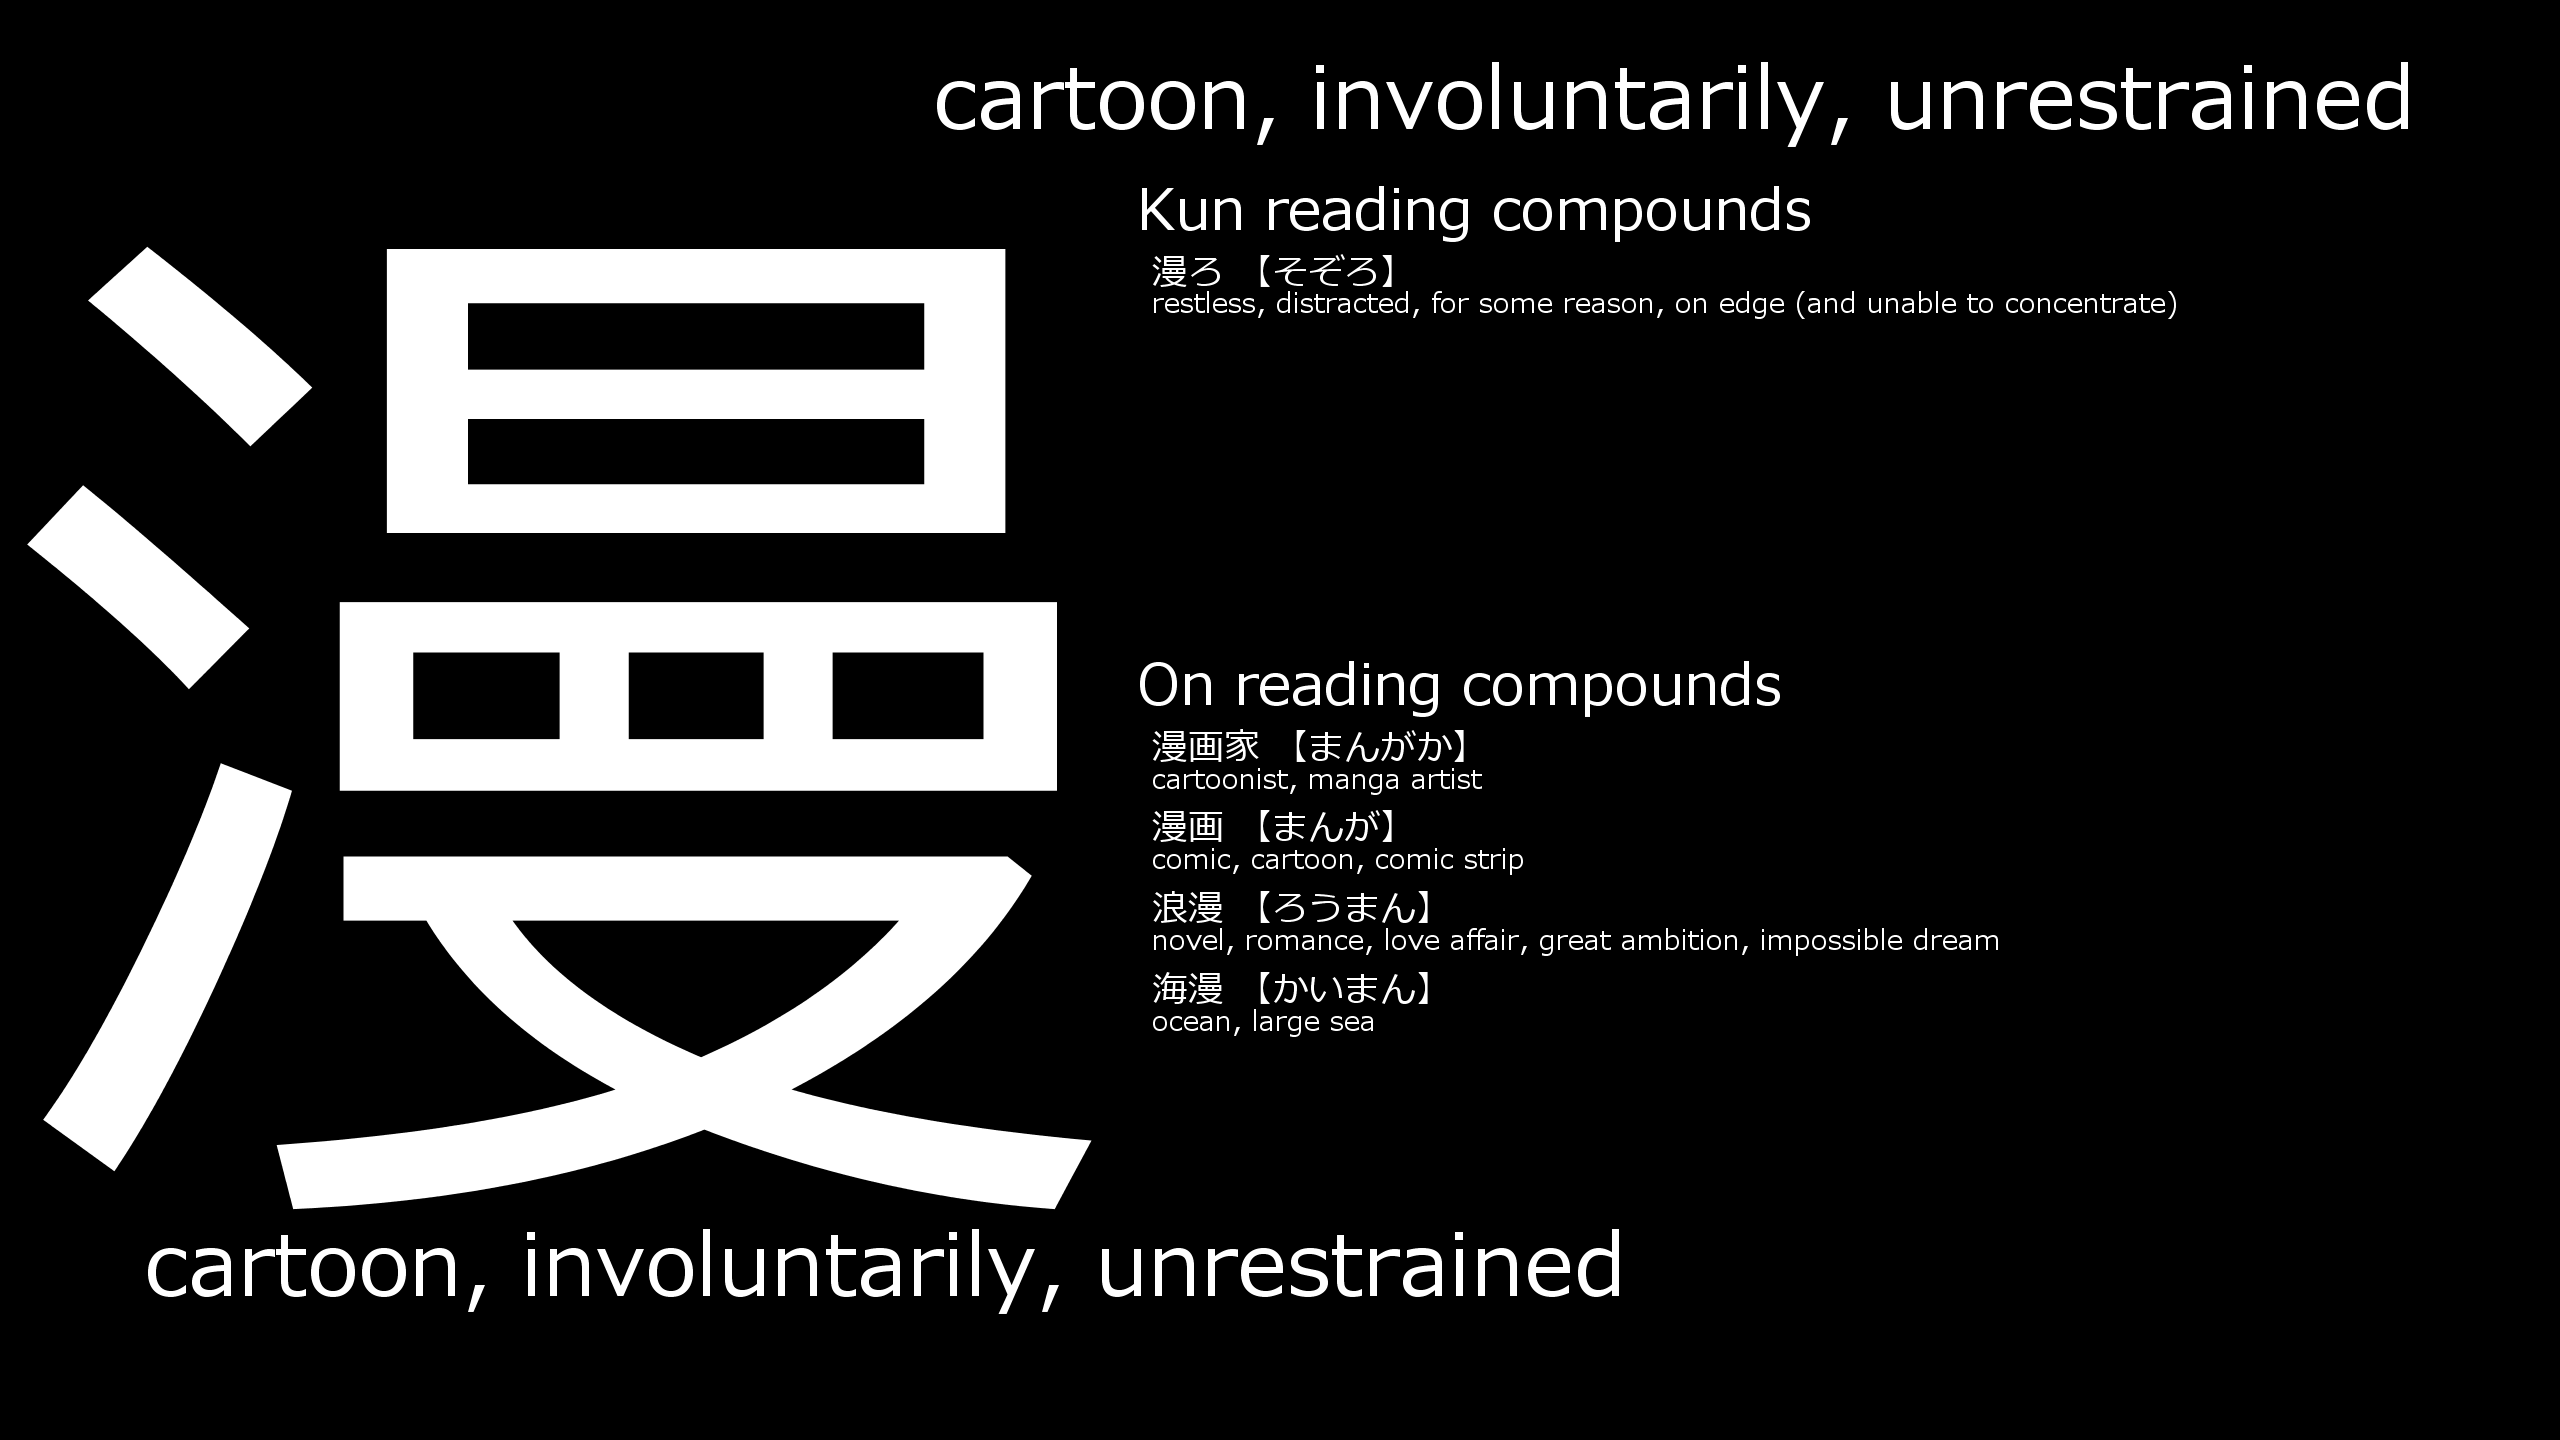 cartoon, involuntarily, unrestrained
漫
Kun reading compounds
漫ろ 【そぞろ】
restless, distracted, for some reason, on edge (and unable to concentrate)
On reading compounds
漫画家 【まんがか】
cartoonist, manga artist
漫画 【まんが】
comic, cartoon, comic strip
浪漫 【ろうまん】
novel, romance, love affair, great ambition, impossible dream
海漫 【かいまん】
ocean, large sea
cartoon, involuntarily, unrestrained